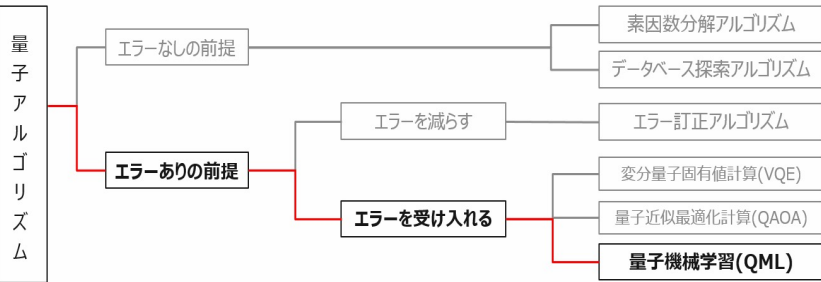 量子アルゴリズム
エラーなしの前提
素因数分解アルゴリズム
データベース探索アルゴリズム
エラーありの前提
エラーを減らす
エラー訂正アルゴリズム
エラーを受け入れる
変分量子固有値計算(VQE)
量子近似最適化計算(QAOA)
量子機械学習(QML)